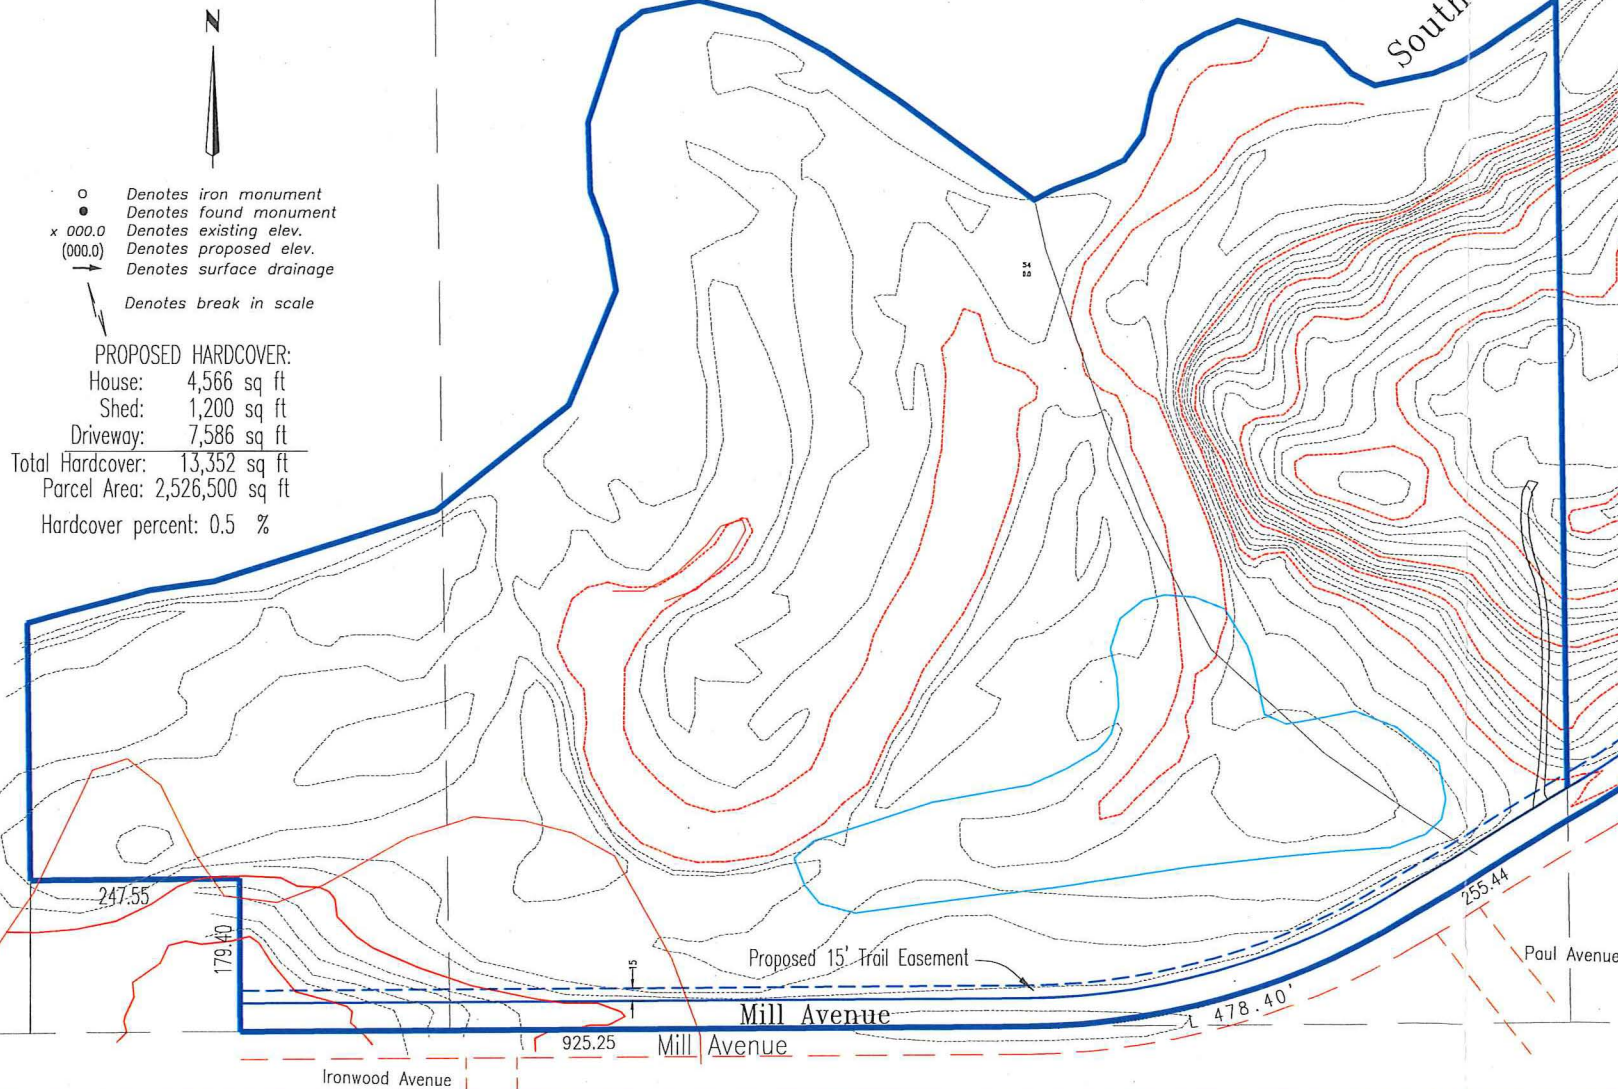 N
South
o Denotes iron monument
● Denotes found monument
x 000.0 Denotes existing elev.
(000.0) Denotes proposed elev.
Denotes surface drainage
Denotes break in scale
PROPOSED HARDCOVER:
House: 4,566 sq ft
Shed: 1,200 sq ft
Driveway: 7,586 sq ft
Total Hardcover: 13,352 sq ft
Parcel Area: 2,526,500 sq ft
Hardcover percent: 0.5 %
247.55
179.40
255.44
Proposed 15' Trail Easement
15
Paul Avenue
478.40'
Mill Avenue
925.25
Mill Avenue
Ironwood Avenue